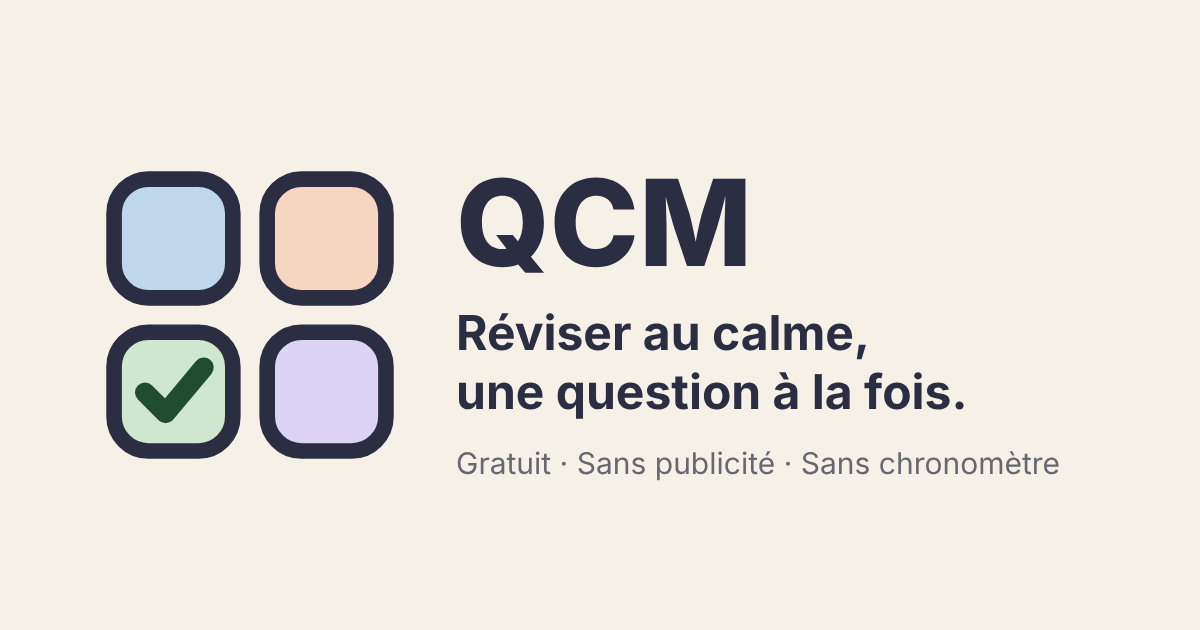 QCM
Réviser au calme,
une question à la fois.
Gratuit · Sans publicité · Sans chronomètre